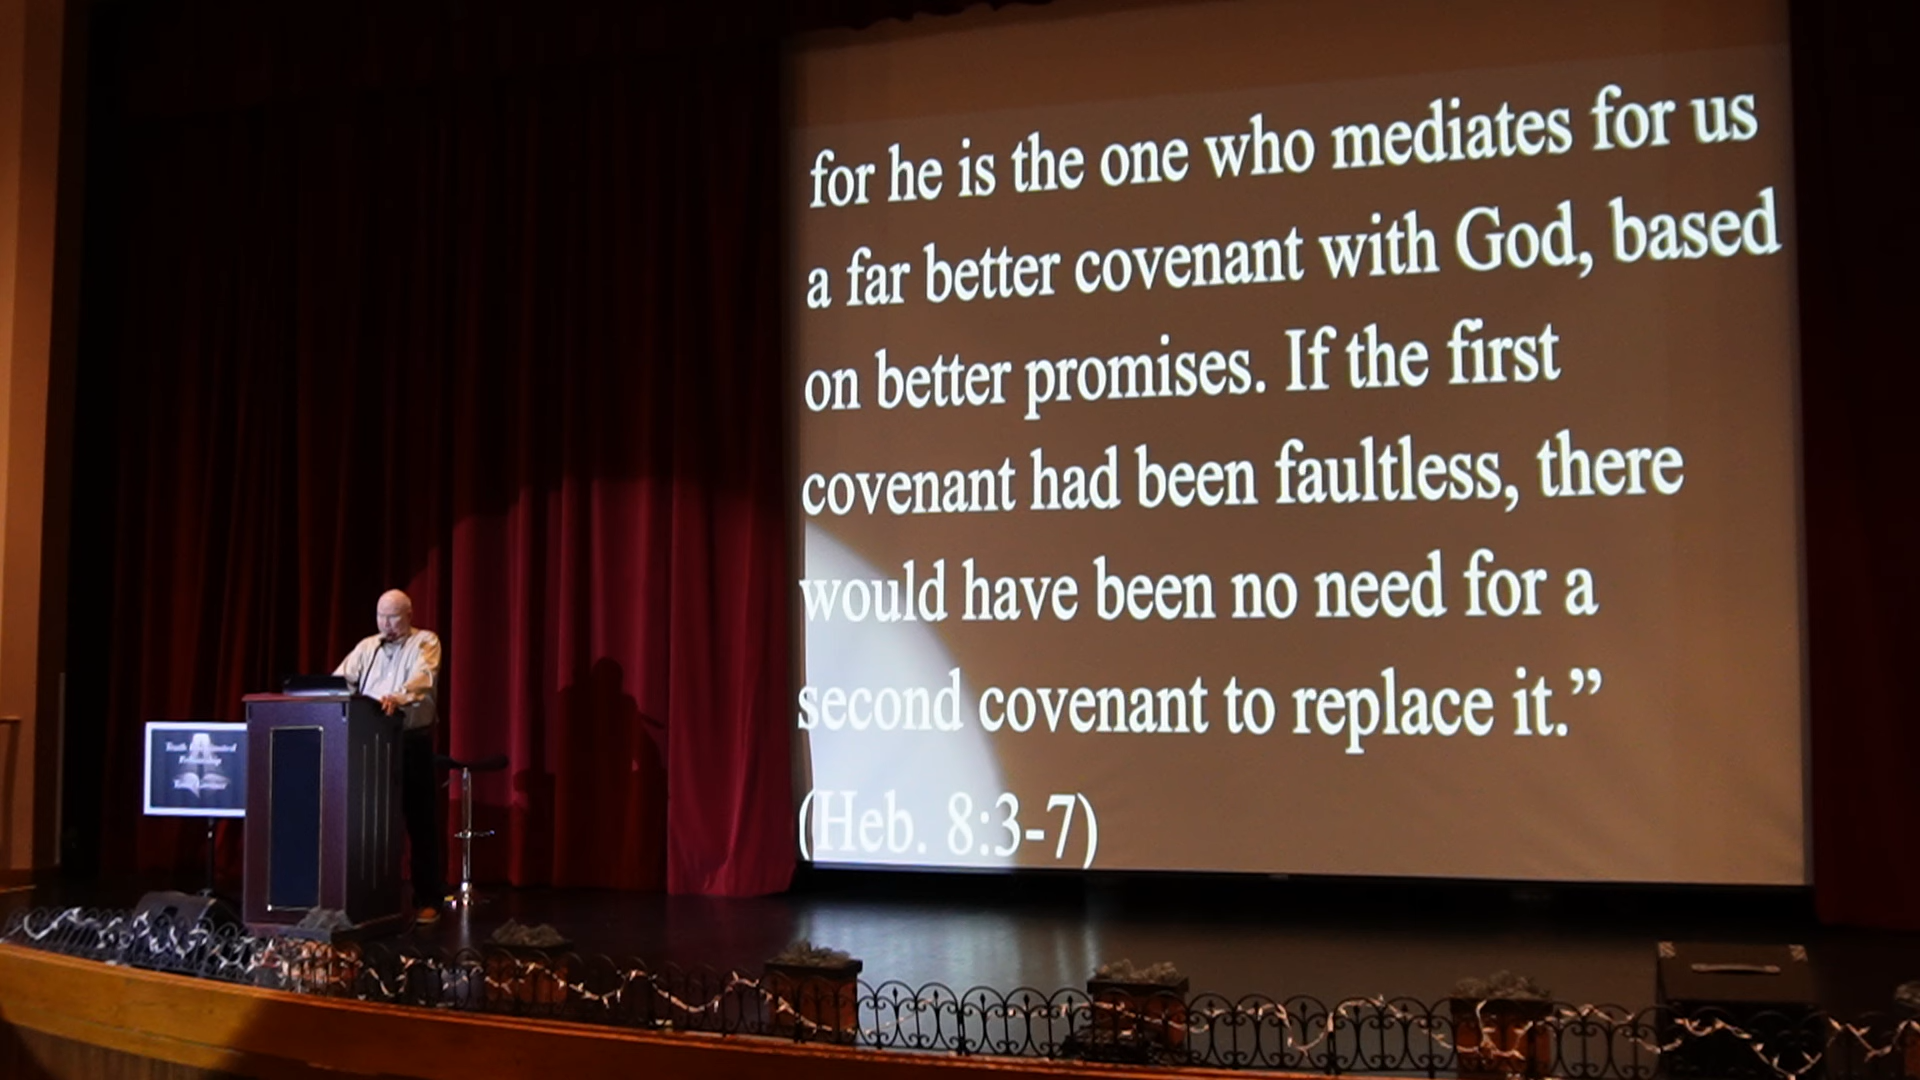 for he is the one who mediates for us
a far better covenant with God, based
on better promises. If the first
covenant had been faultless, there
would have been no need for a
second covenant to replace it.”
(Heb. 8:3-7)
Truth
Fellowship